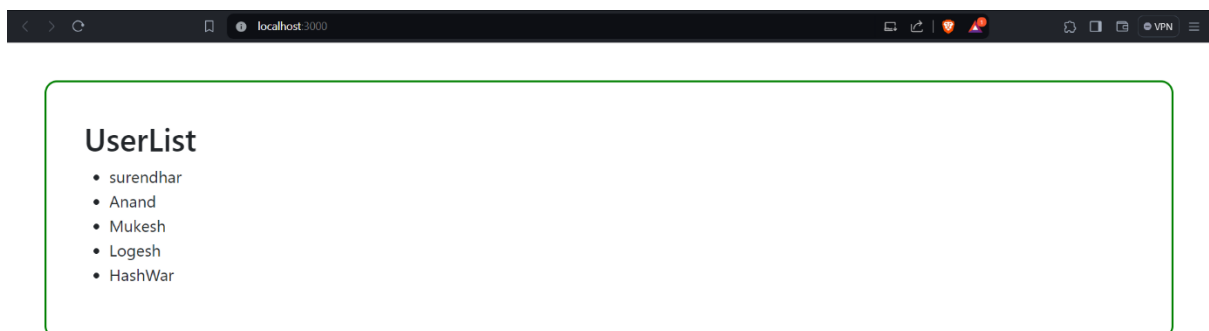 localhost:3000
VPN
UserList
surendhar
Anand
Mukesh
Logesh
HashWar